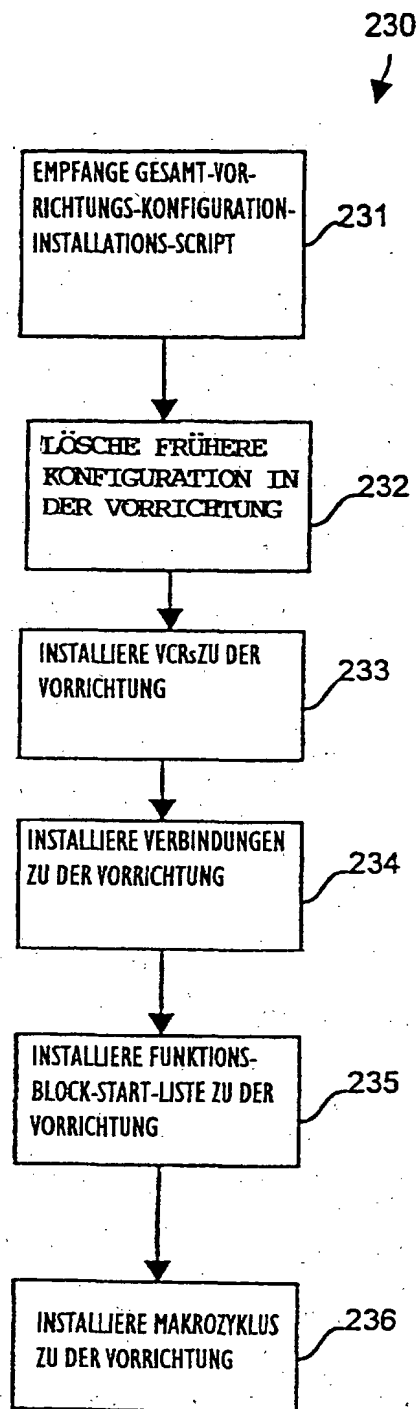 230
EMPFANGE GESAMT-VOR-
RICHTUNGS-KONFIGURATION-
INSTALLATIONS-SCRIPT
231
LÖSCHE FRÜHERE
KONFIGURATION IN
DER VORRICHTUNG
232
INSTALLIERE VCRsZU DER
VORRICHTUNG
233
INSTALLIERE VERBINDUNGEN
ZU DER VORRICHTUNG
234
INSTALLIERE FUNKTIONS-
BLOCK-START-LISTE ZU DER
VORRICHTUNG
235
INSTALLIERE MAKROZYKLUS
ZU DER VORRICHTUNG
236